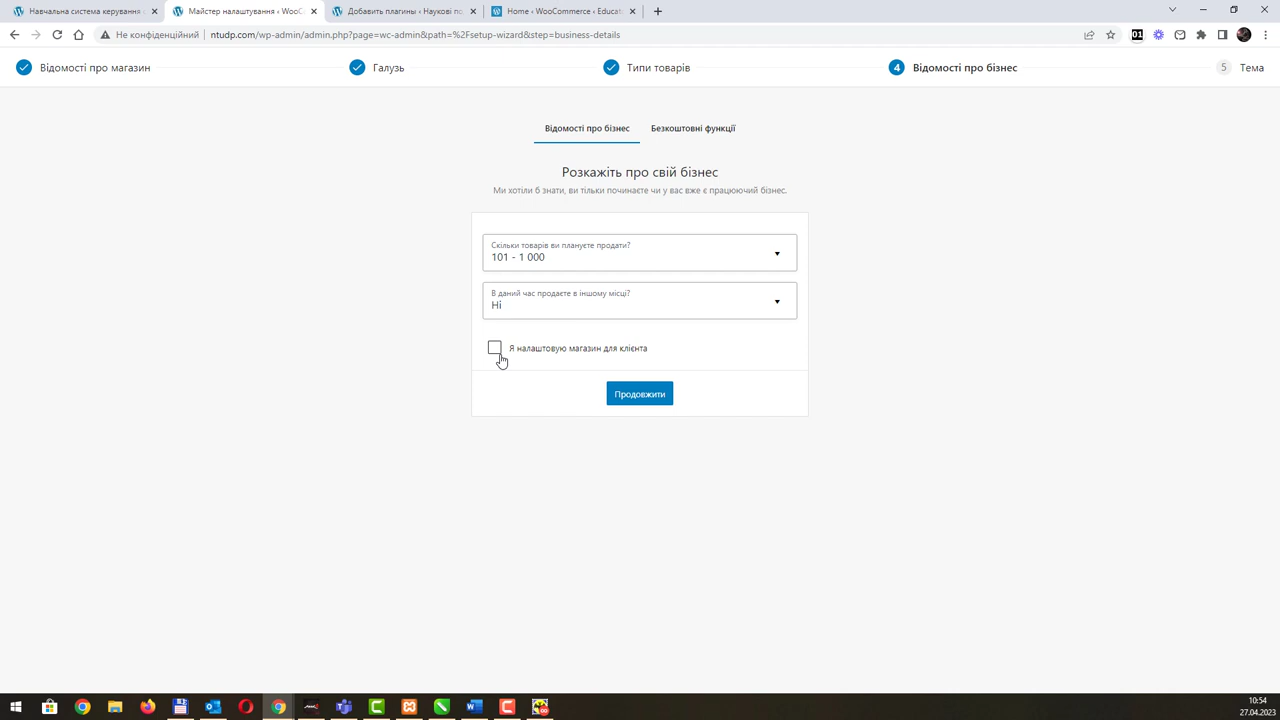 Навчальна система керування
Майстер налаштування ‹ WooC
Добавить плагины ‹ Наукові по
Home ‹ WooCommerce ‹ Educat
Не конфіденційний
ntudp.com/wp-admin/admin.php?page=wc-admin&path=%2Fsetup-wizard&step=business-details
01
Відомості про магазин
Галузь
Типи товарів
4 Відомості про бізнес
5 Тема
Відомості про бізнес
Безкоштовні функції
Розкажіть про свій бізнес
Ми хотіли б знати, ви тільки починаєте чи у вас вже є працюючий бізнес.
Скільки товарів ви плануєте продати?
101 - 1 000
В даний час продаєте в іншому місці?
Ні
Я налаштовую магазин для клієнта
Продовжити
10:54
27.04.2023